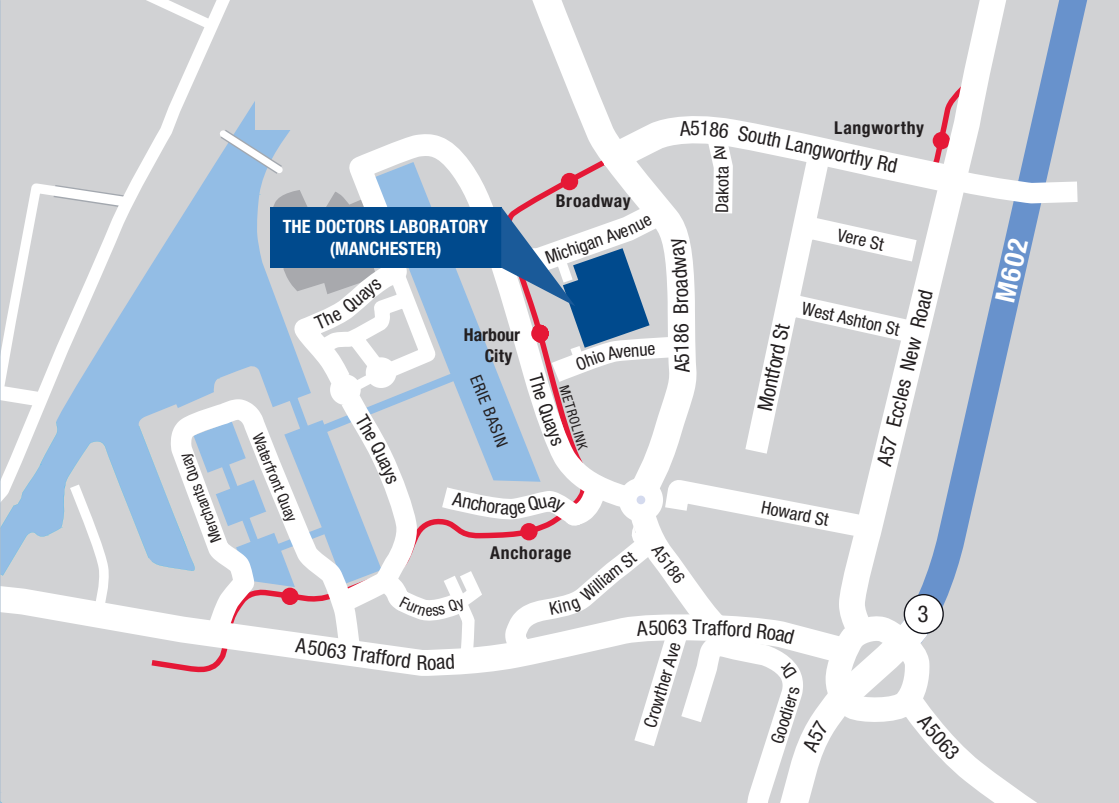 A5186 South Langworthy Rd
Langworthy
Dakota Av
Broadway
THE DOCTORS LABORATORY
(MANCHESTER)
Michigan Avenue
Vere St
M602
The Quays
A5186 Broadway
West Ashton St
Harbour
City
Ohio Avenue
Montford St
A57 Eccles New Road
ERIE BASIN
The Quays
METROLINK
The Quays
Merchants Quay
Waterfront Quay
Anchorage Quay
Howard St
Anchorage
A5186
King William St
Furness Qy
3
A5063 Trafford Road
A5063 Trafford Road
Crowther Ave
Goodiers Dr
A57
A5063